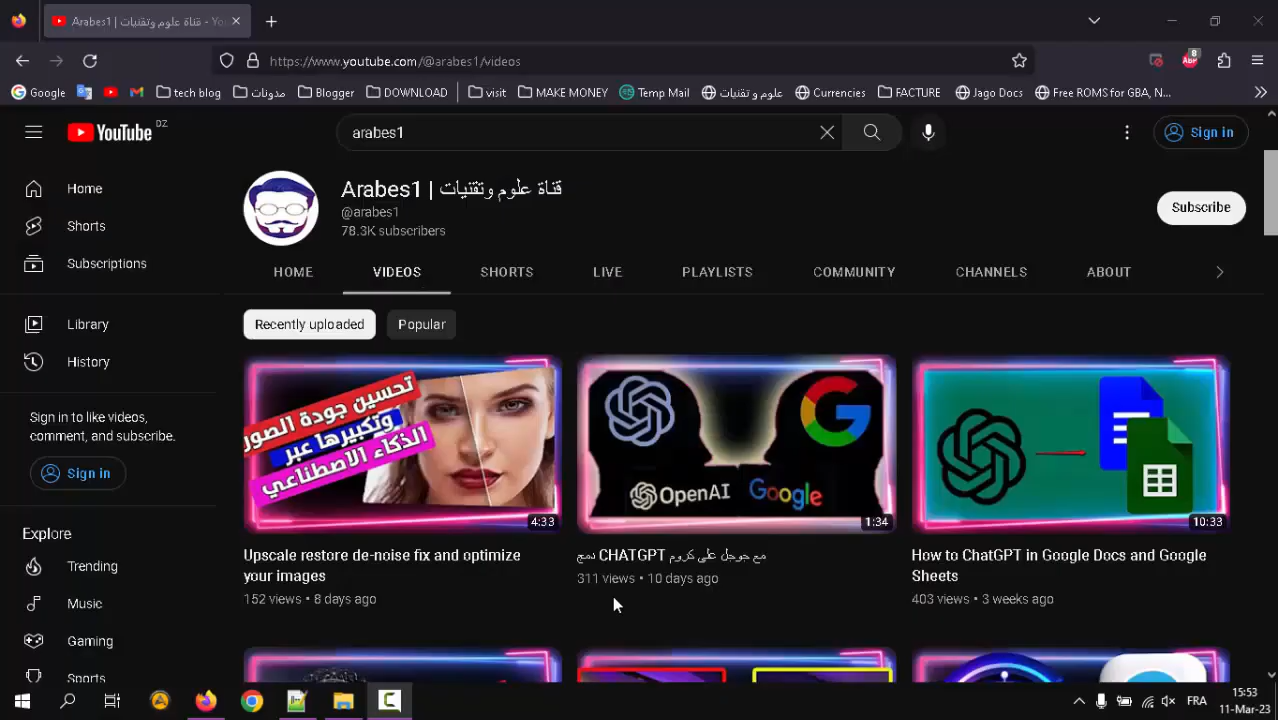 Arabes1 | قناة علوم وتقنيات - Yo
https://www.youtube.com/@arabes1/videos
8
ABP
Google
tech blog
مدونات
Blogger
DOWNLOAD
visit
MAKE MONEY
Temp Mail
علوم و تقنيات
Currencies
FACTURE
Jago Docs
Free ROMS for GBA, N...
YouTube DZ
arabes1
Sign in
Home
Shorts
Subscriptions
Library
History
Sign in to like videos,
comment, and subscribe.
Sign in
Explore
Trending
Music
Gaming
Sports
Arabes1 | قناة علوم وتقنيات
@arabes1
78.3K subscribers
Subscribe
HOME
VIDEOS
SHORTS
LIVE
PLAYLISTS
COMMUNITY
CHANNELS
ABOUT
Recently uploaded
Popular
تحسين جودة الصور
وتكبيرها عبر
الذكاء الاصطناعي
4:33
OpenAI
Google
1:34
10:33
Upscale restore de-noise fix and optimize
your images
152 views • 8 days ago
دمج CHATGPT مع جوجل على كروم
311 views • 10 days ago
How to ChatGPT in Google Docs and Google
Sheets
403 views • 3 weeks ago
FRA
15:53
11-Mar-23